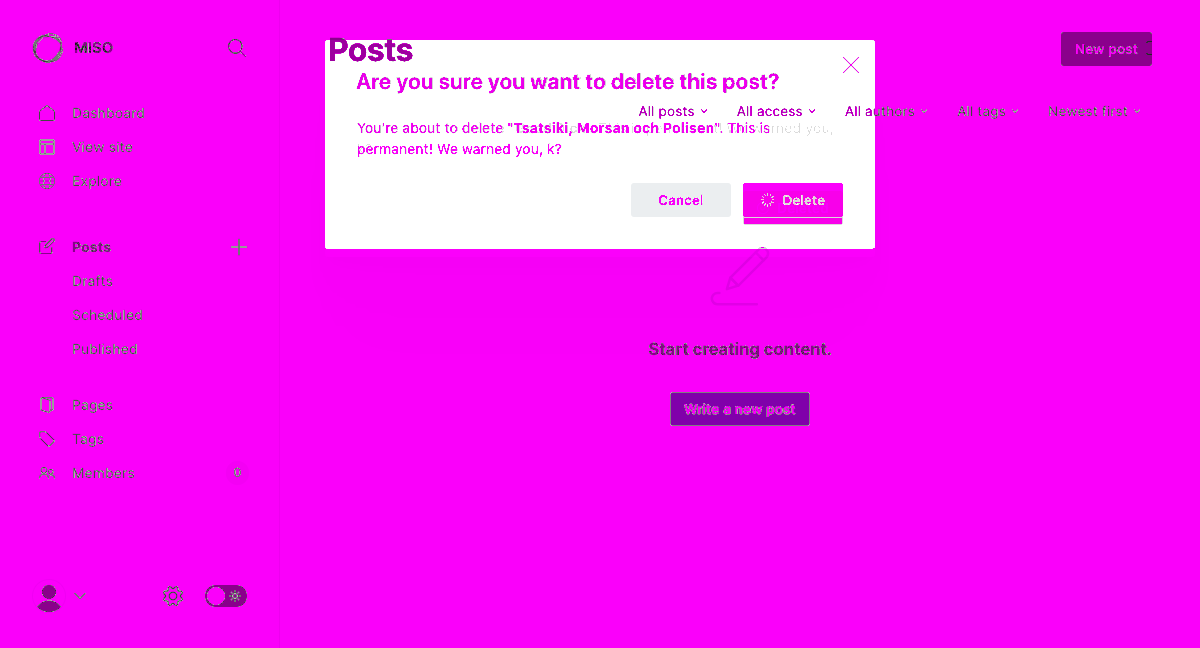 MISO
Dashboard
View site
Explore
Posts
Drafts
Scheduled
Published
Pages
Tags
Members 0
Posts
New post
Are you sure you want to delete this post?
All posts All access All authors All tags Newest first
You're about to delete "Tsatsiki, Morsan och Polisen". This is
permanent! We warned you, k?
Cancel Delete
Start creating content.
Write a new post